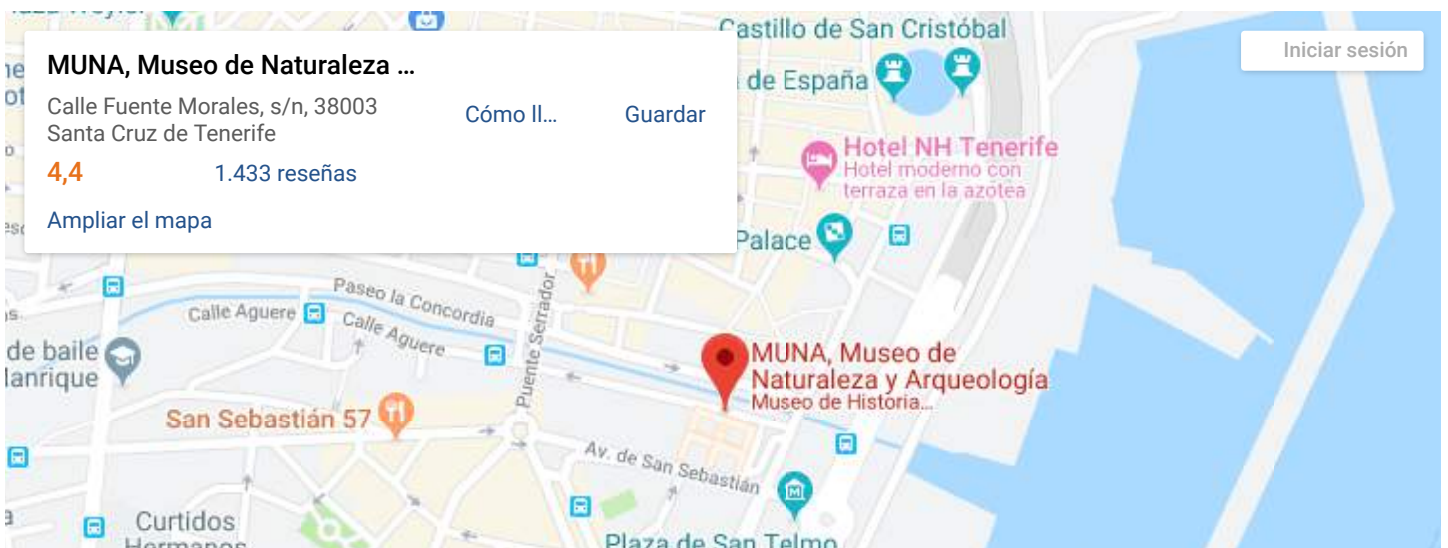 MUNA, Museo de Naturaleza ...
Calle Fuente Morales, s/n, 38003
Santa Cruz de Tenerife
4,4
1.433 reseñas
Ampliar el mapa
Cómo ll...
Guardar
Iniciar sesión
Castillo de San Cristóbal
de España
Hotel NH Tenerife
Hotel moderno con
terraza en la azotea
Palace
Paseo la Concordia
Calle Aguere
Calle Aguere
Puente Serrador
de baile
MUNA, Museo de
Naturaleza y Arqueología
Museo de Historia...
San Sebastián 57
Av. de San Sebastián
Curtidos
Hermanos
Plaza de San Telmo